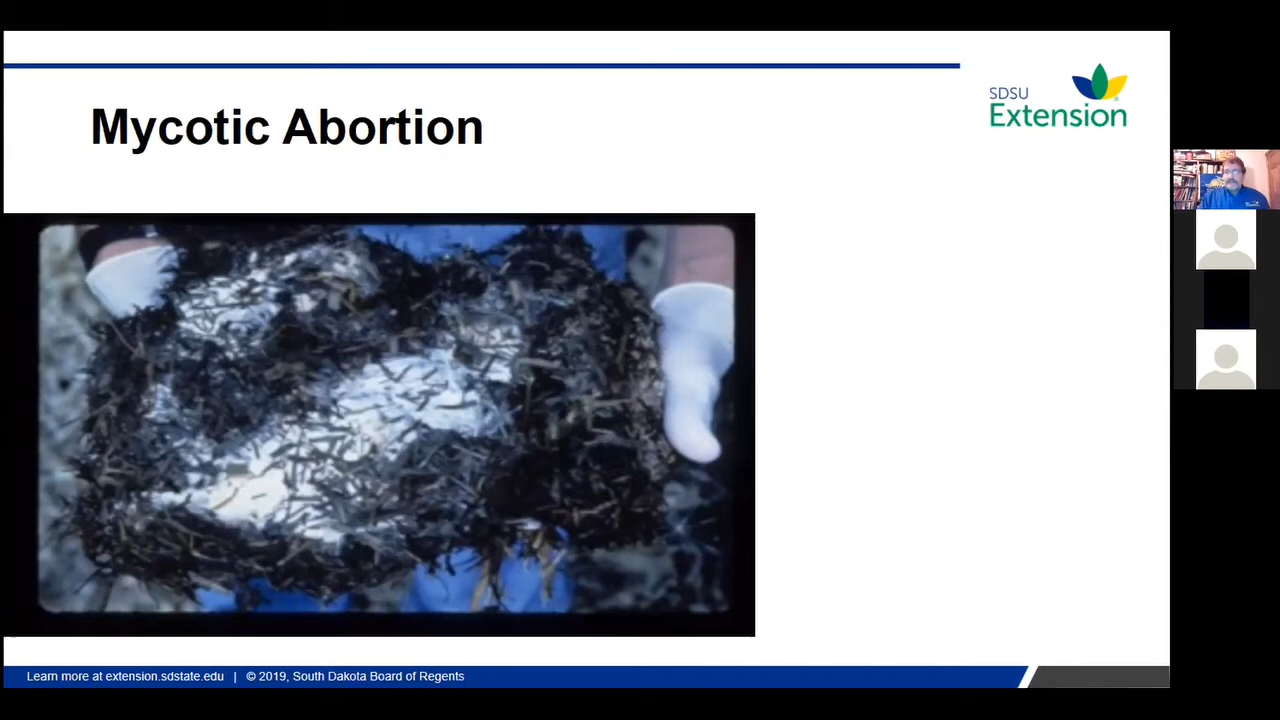 Mycotic Abortion
SDSU
Extension
Learn more at extension.sdstate.edu | © 2019, South Dakota Board of Regents